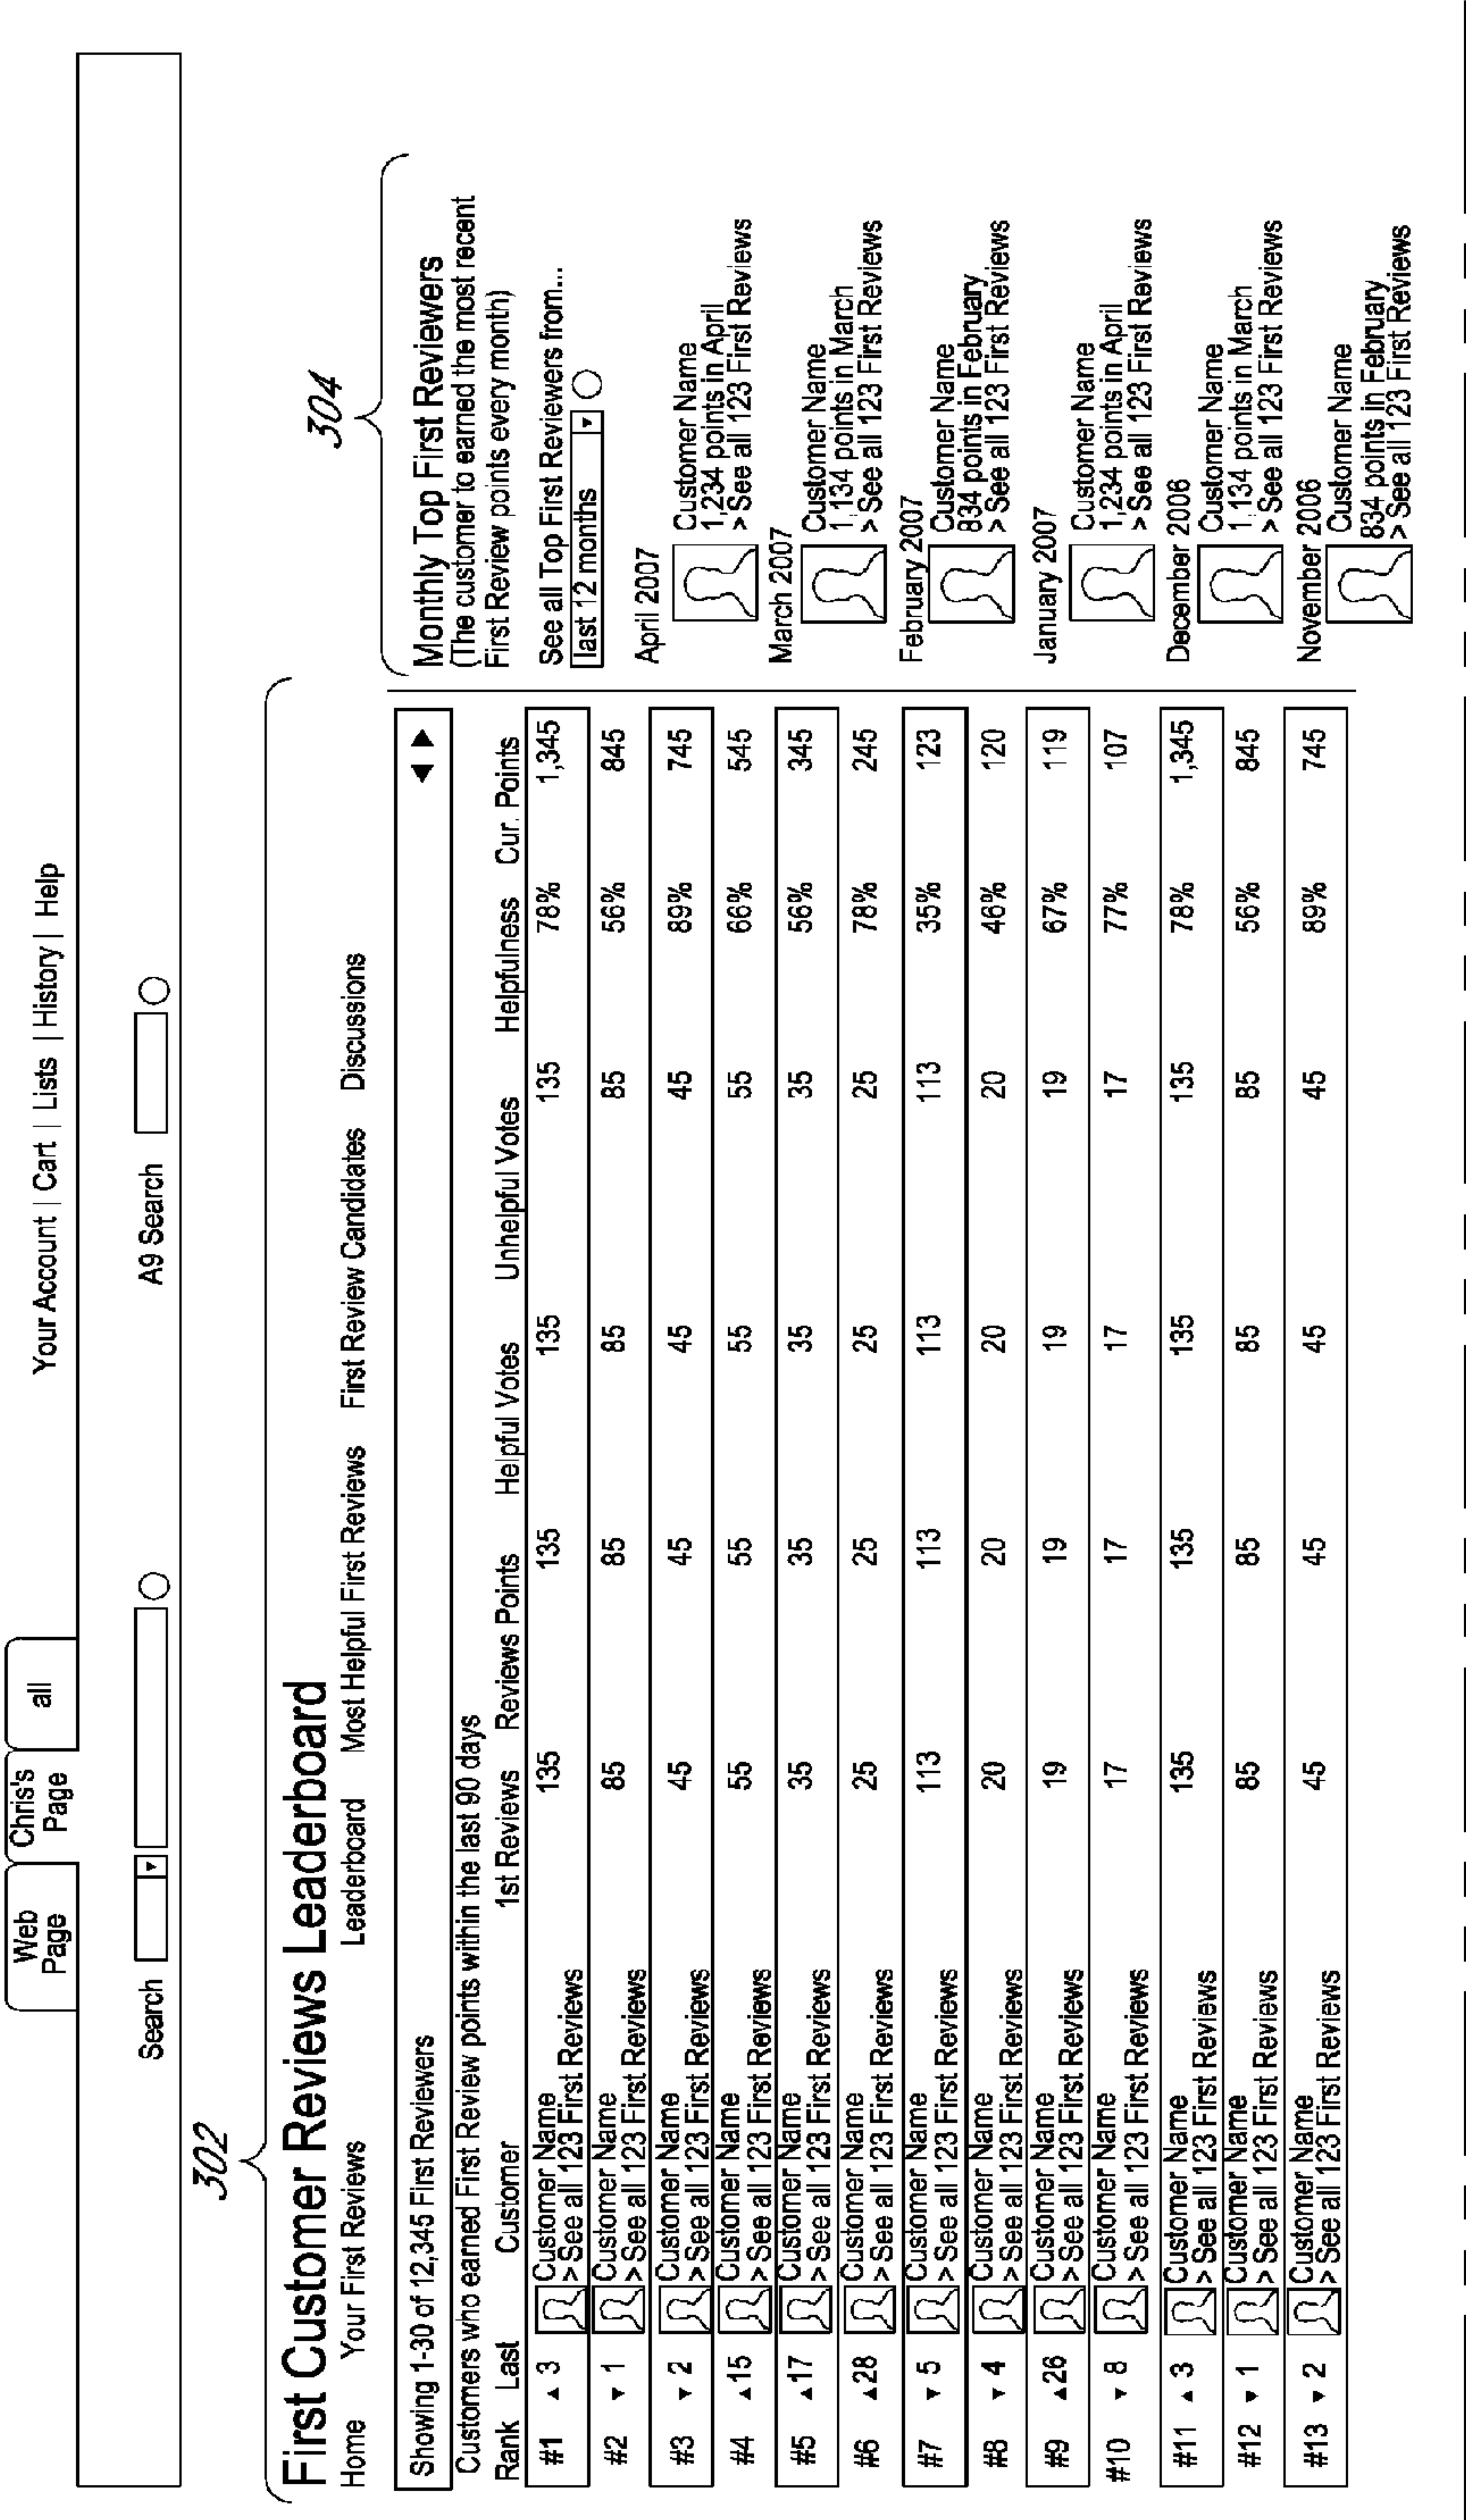 Web
Page
Chris's
Page
all
Your Account | Cart | Lists | History | Help
Search
A9 Search
302
304
First Customer Reviews Leaderboard
Home Your First Reviews Leaderboard Most Helpful First Reviews First Review Candidates Discussions
Showing 1-30 of 12,345 First Reviewers
Customers who earned First Review points within the last 90 days
Rank Last Customer 1st Reviews Reviews Points Helpful Votes Unhelpful Votes Helpfulness Cur. Points
#1 ▲ 3 Customer Name 135 135 135 135 78% 1,345
> See all 123 First Reviews
#2 ▼ 1 Customer Name 85 85 85 85 56% 845
> See all 123 First Reviews
#3 ▼ 2 Customer Name 45 45 45 45 89% 745
> See all 123 First Reviews
#4 ▲ 15 Customer Name 55 55 55 55 66% 545
> See all 123 First Reviews
#5 ▲ 17 Customer Name 35 35 35 35 56% 345
> See all 123 First Reviews
#6 ▲ 28 Customer Name 25 25 25 25 78% 245
> See all 123 First Reviews
#7 ▼ 5 Customer Name 113 113 113 113 35% 123
> See all 123 First Reviews
#8 ▼ 4 Customer Name 20 20 20 20 46% 120
> See all 123 First Reviews
#9 ▲ 26 Customer Name 19 19 19 19 67% 119
> See all 123 First Reviews
#10 ▼ 8 Customer Name 17 17 17 17 77% 107
> See all 123 First Reviews
#11 ▲ 3 Customer Name 135 135 135 135 78% 1,345
> See all 123 First Reviews
#12 ▼ 1 Customer Name 85 85 85 85 56% 845
> See all 123 First Reviews
#13 ▼ 2 Customer Name 45 45 45 45 89% 745
> See all 123 First Reviews
Monthly Top First Reviewers
(The customer to earned the most recent
First Review points every month)
See all Top First Reviewers from...
last 12 months
April 2007
Customer Name
1,234 points in April
> See all 123 First Reviews
March 2007
Customer Name
1,134 points in March
> See all 123 First Reviews
February 2007
Customer Name
834 points in February
> See all 123 First Reviews
January 2007
Customer Name
1,234 points in April
> See all 123 First Reviews
December 2006
Customer Name
1,134 points in March
> See all 123 First Reviews
November 2006
Customer Name
834 points in February
> See all 123 First Reviews